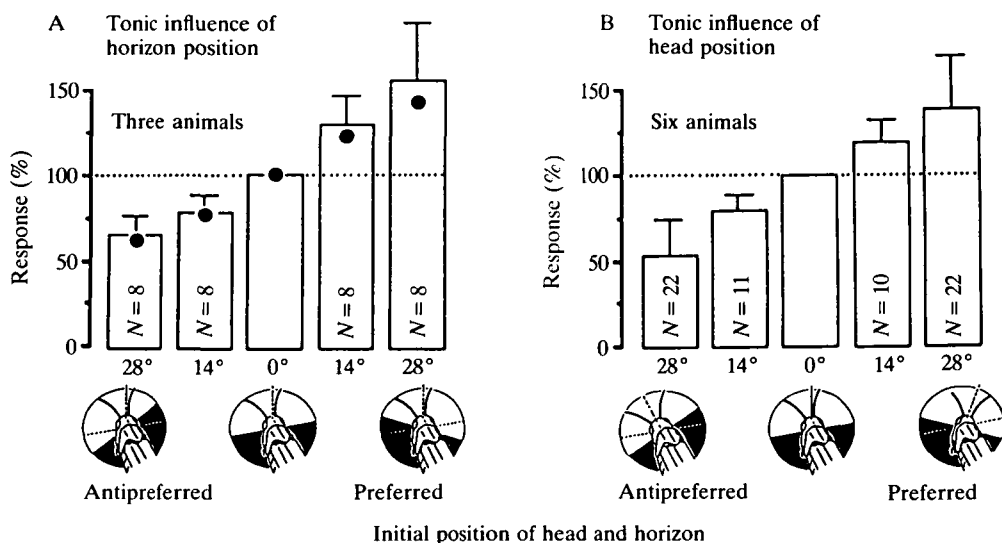 A Tonic influence of
horizon position
Three animals
Response (%)
150
100
50
0
N = 8
N = 8
N = 8
N = 8
28° 14° 0° 14° 28°
Antipreferred Preferred
B Tonic influence of
head position
Six animals
Response (%)
150
100
50
0
N = 22
N = 11
N = 10
N = 22
28° 14° 0° 14° 28°
Antipreferred Preferred
Initial position of head and horizon